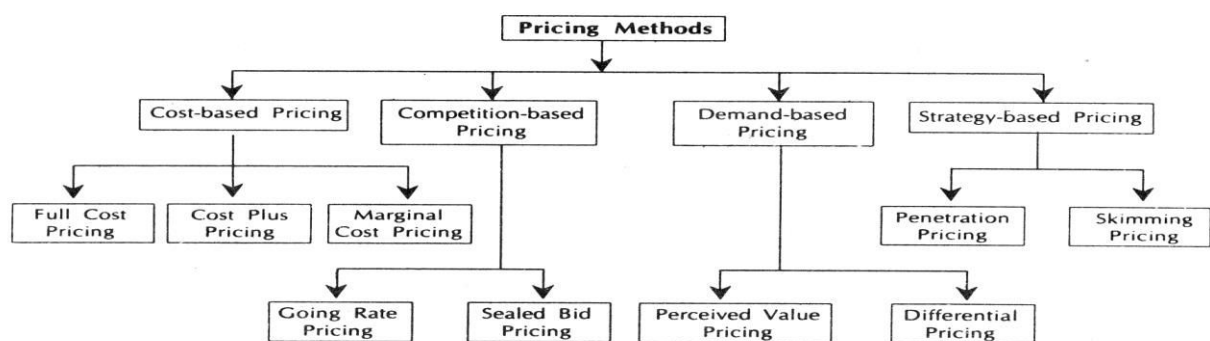 Pricing Methods
Cost-based Pricing
Competition-based
Pricing
Demand-based
Pricing
Strategy-based Pricing
Full Cost
Pricing
Cost Plus
Pricing
Marginal
Cost Pricing
Penetration
Pricing
Skimming
Pricing
Going Rate
Pricing
Sealed Bid
Pricing
Perceived Value
Pricing
Differential
Pricing